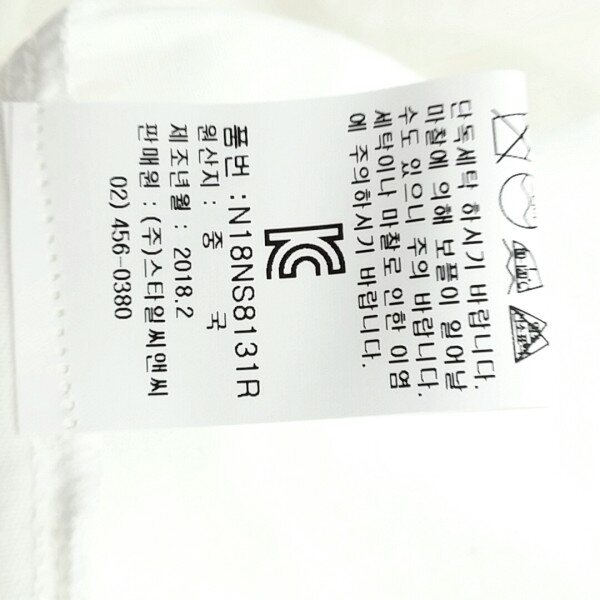 단독세탁 하시기 바랍니다.
마찰에 의해 보풀이 일어날
수도 있으니 주의 바랍니다.
세탁이나 마찰로 인한 이염
에 주의하시기 바랍니다.
품번 : N18NS8131R
원산지 : 중 국
제조년월 : 2018.2
판매원 : (주)스타일씨앤씨
02) 456-0380